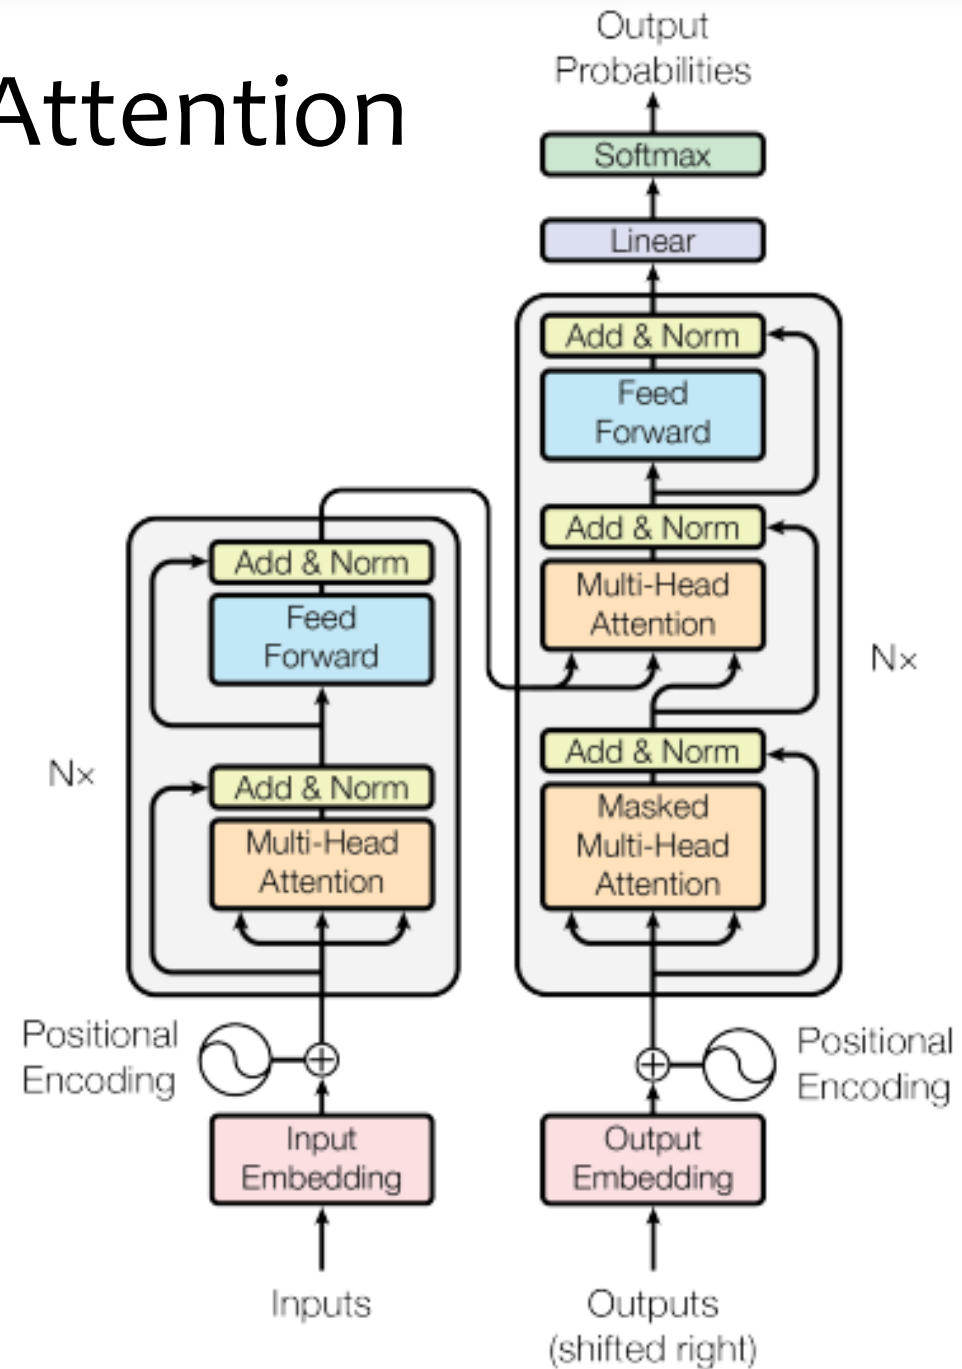 Attention
Output
Probabilities
Softmax
Linear
Add & Norm
Feed
Forward
Add & Norm
Multi-Head
Attention
Nx
Add & Norm
Masked
Multi-Head
Attention
Add & Norm
Feed
Forward
Nx
Add & Norm
Multi-Head
Attention
Positional
Encoding
Positional
Encoding
Input
Embedding
Output
Embedding
Inputs
Outputs
(shifted right)